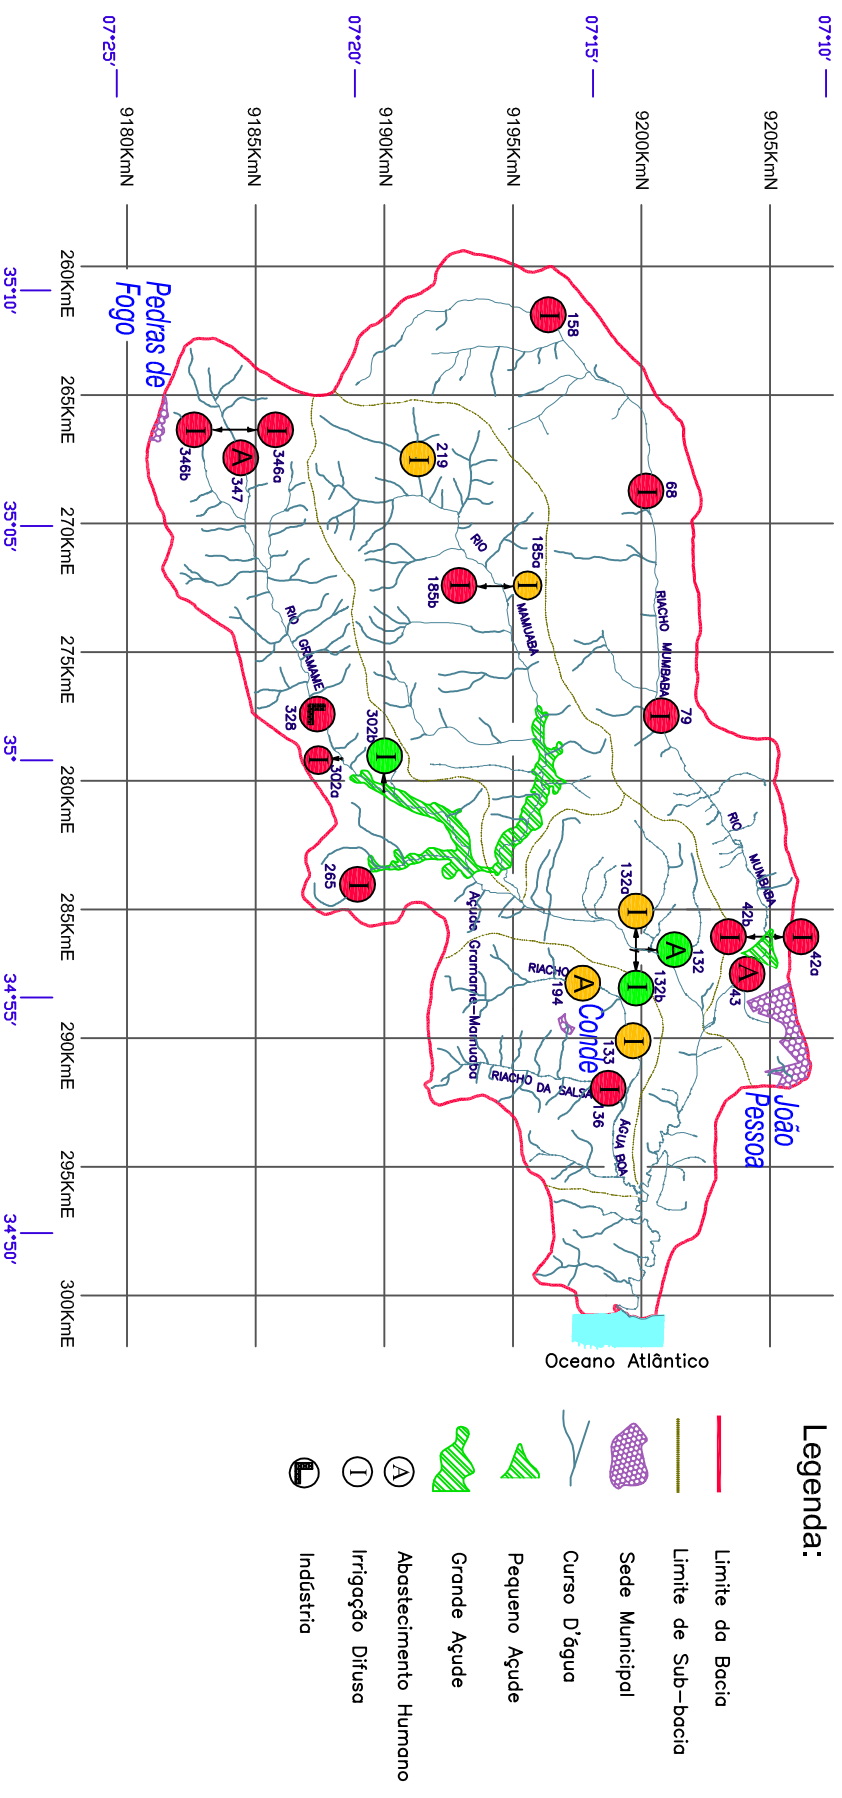 07°10'
07°15'
07°20'
07°25'
9205KmN
9200KmN
9195KmN
9190KmN
9185KmN
9180KmN
260KmE
265KmE
270KmE
275KmE
280KmE
285KmE
290KmE
295KmE
300KmE
35°10'
35°05'
35°
34°55'
34°50'
Pedras de
Fogo
João
Pessoa
Conde
I
158
I
68
I
79
I
42a
I
42b
A
43
A
132
I
132a
I
132b
I
133
I
136
A
194
I
219
I
185a
I
185b
I
346a
I
346b
A
347
L
328
I
302a
I
302b
I
265
RIACHO MUMBABA
RIO MUMBABA
RIO MAMUABA
RIO GRAMAME
Açude Gramame-Mamuaba
RIACHO
RIACHO DA SALSA
ÁGUA BOA
Oceano Atlântico
Legenda:
Limite da Bacia
Limite de Sub-bacia
Sede Municipal
Curso D'água
Pequeno Açude
Grande Açude
A Abastecimento Humano
I Irrigação Difusa
L Indústria